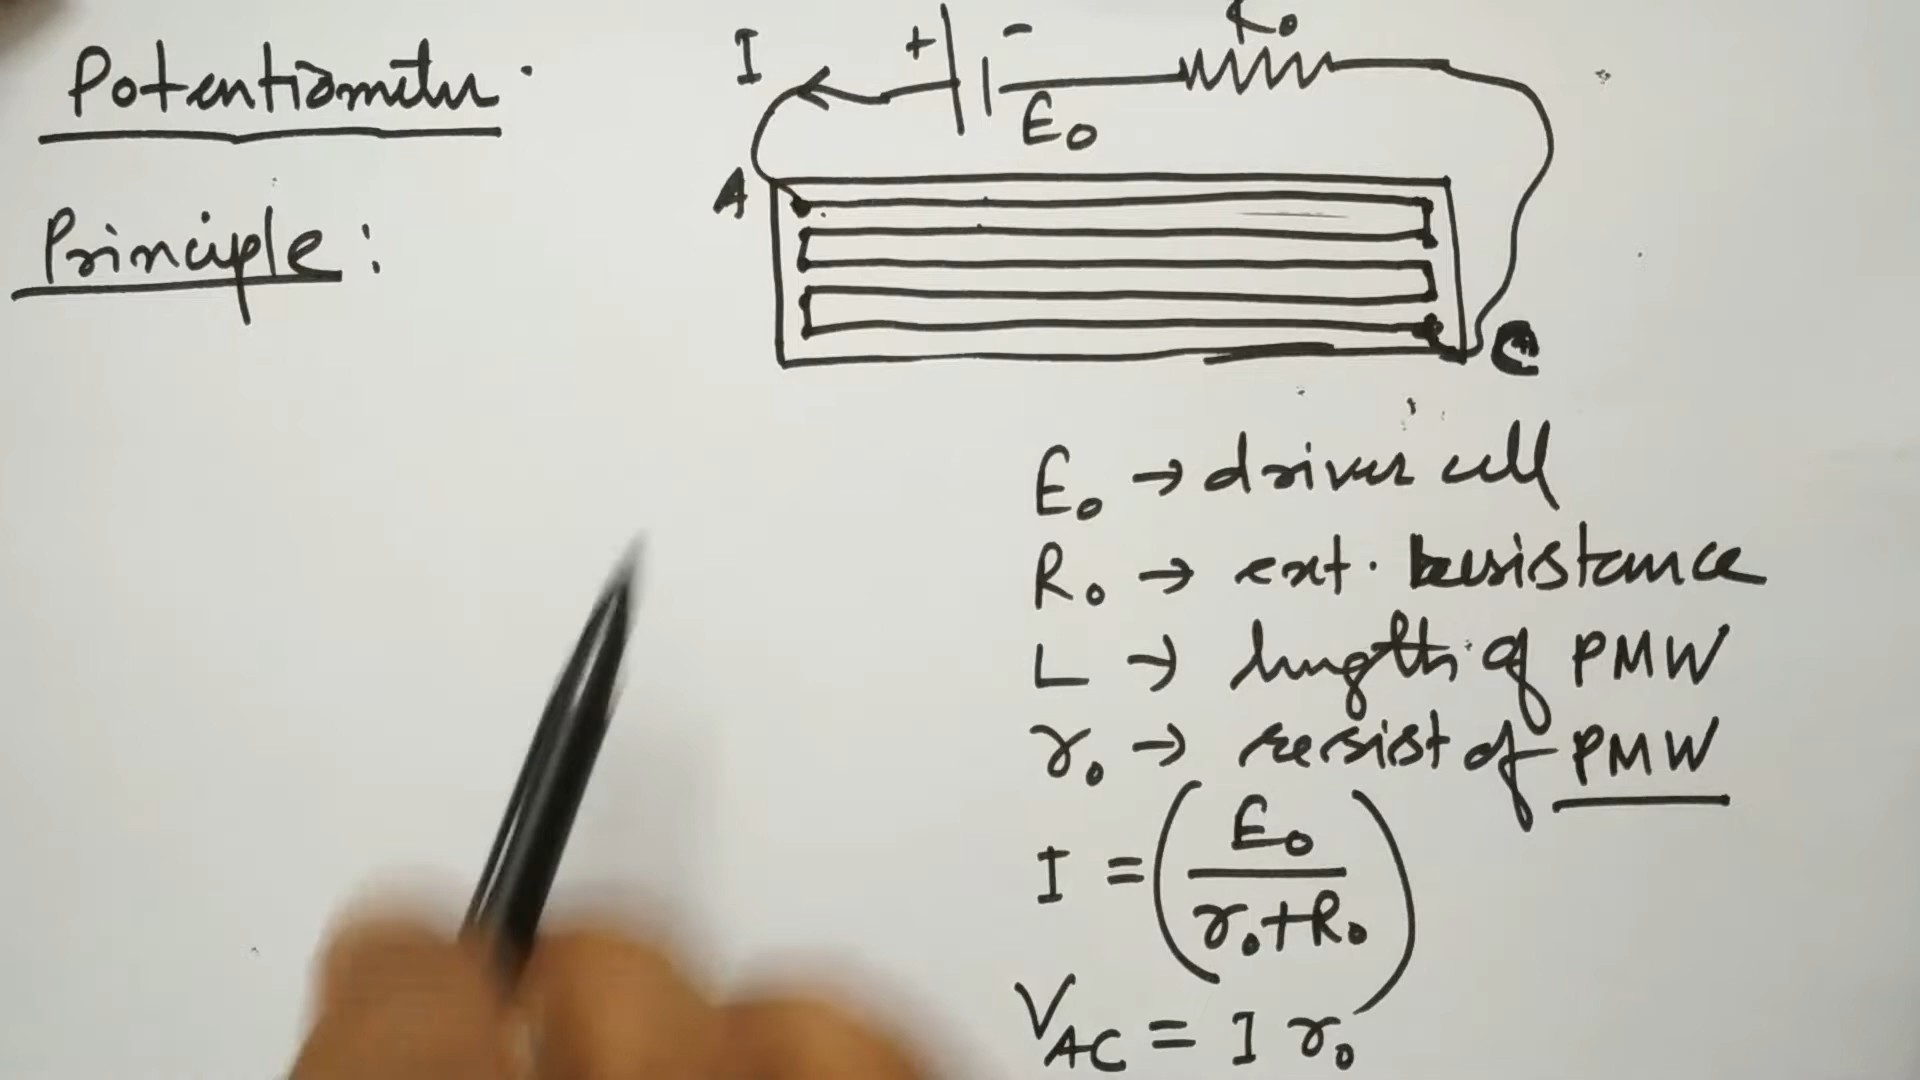 Potentiometer.
Principle:
I
+ -
R₀
E₀
A
C
E₀ → driver cell
R₀ → ext. resistance
L → length of PMW
r₀ → resist of PMW
I = (E₀ / r₀+R₀)
V_AC = I r₀